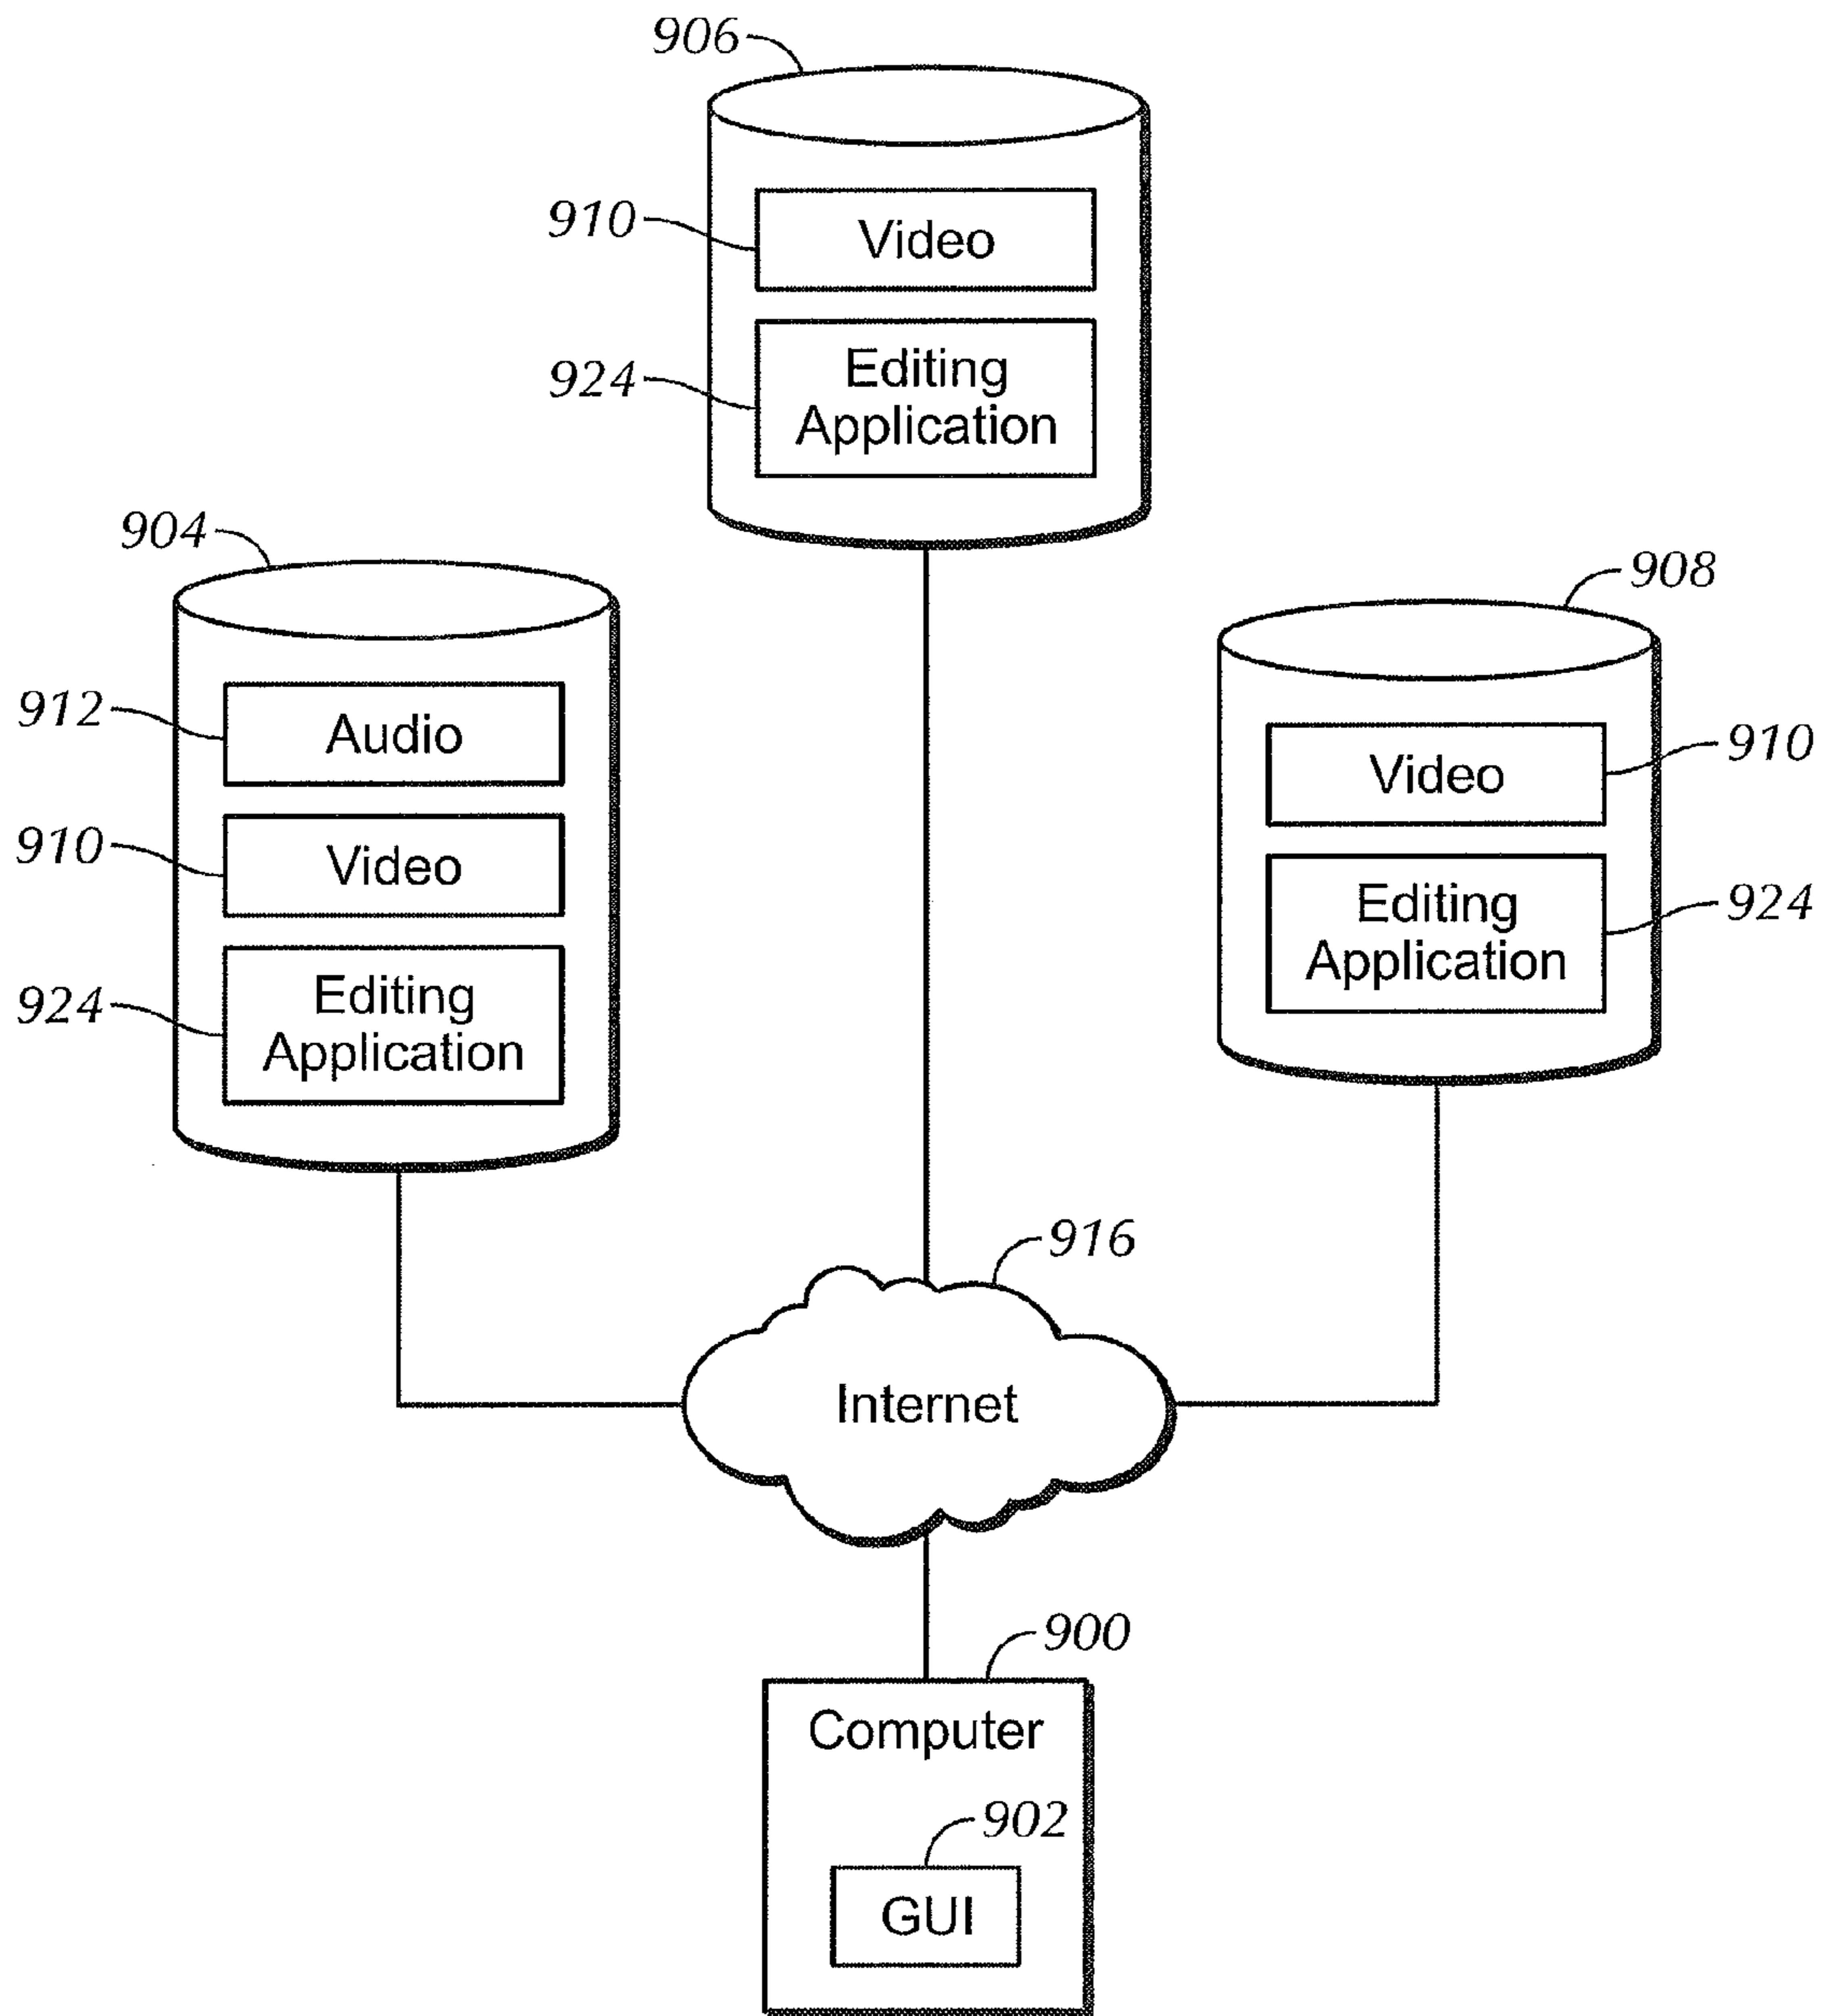 906
910
Video
924
Editing
Application
904
912
Audio
910
Video
924
Editing
Application
908
Video
910
Editing
Application
924
916
Internet
900
Computer
902
GUI